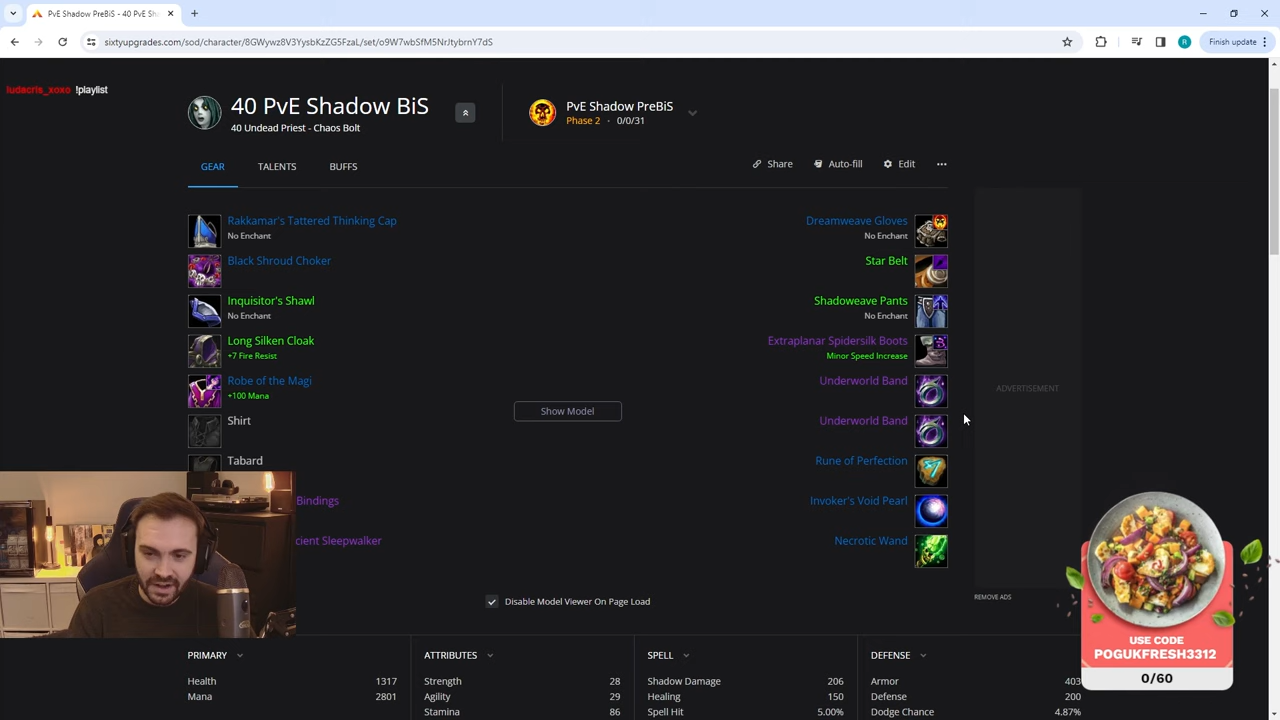 PvE Shadow PreBiS - 40 PvE Sha
sixtyupgrades.com/sod/character/8GWywz8V3YysbKzZG5FzaL/set/o9W7wbSfM5NrJtybrnY7dS
R
Finish update
ludacris_xoxo !playlist
40 PvE Shadow BiS
40 Undead Priest - Chaos Bolt
PvE Shadow PreBiS
Phase 2 · 0/0/31
GEAR
TALENTS
BUFFS
Share
Auto-fill
Edit
Rakkamar's Tattered Thinking Cap
No Enchant
Black Shroud Choker
Inquisitor's Shawl
No Enchant
Long Silken Cloak
+7 Fire Resist
Robe of the Magi
+100 Mana
Shirt
Tabard
Bindings
cient Sleepwalker
Dreamweave Gloves
No Enchant
Star Belt
Shadoweave Pants
No Enchant
Extraplanar Spidersilk Boots
Minor Speed Increase
Underworld Band
Underworld Band
Rune of Perfection
Invoker's Void Pearl
Necrotic Wand
Show Model
Disable Model Viewer On Page Load
ADVERTISEMENT
REMOVE ADS
PRIMARY
Health 1317
Mana 2801
ATTRIBUTES
Strength 28
Agility 29
Stamina 86
SPELL
Shadow Damage 206
Healing 150
Spell Hit 5.00%
DEFENSE
Armor 403
Defense 200
Dodge Chance 4.87%
USE CODE
POGUKFRESH3312
0/60